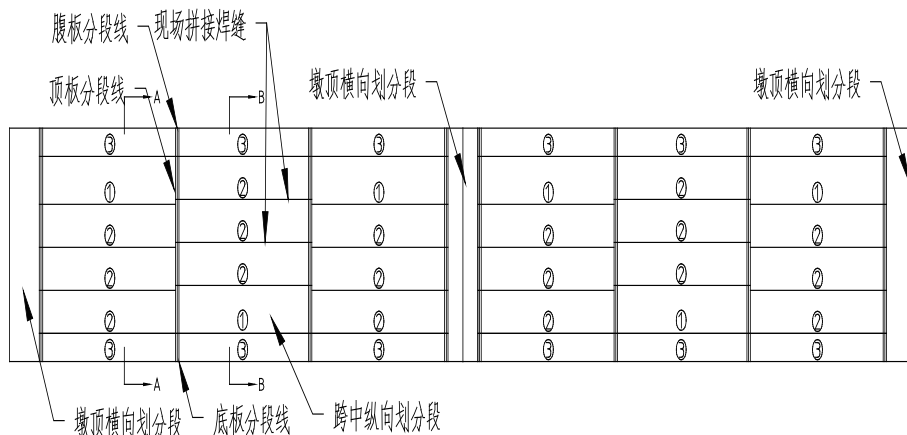 腹板分段线
现场拼接焊缝
顶板分段线
墩顶横向划分段
墩顶横向划分段
A
B
③ ③ ③ ③ ③ ③
① ② ① ① ② ①
② ② ② ② ② ②
② ② ② ② ② ②
② ① ② ② ① ②
③ ③ ③ ③ ③ ③
A
B
墩顶横向划分段
底板分段线
跨中纵向划分段